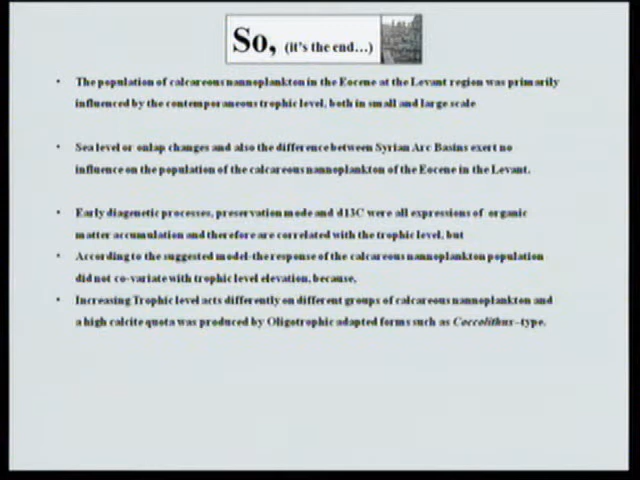 So, (it's the end...)
• The population of calcareous nannoplankton in the Eocene at the Levant region was primarily
influenced by the contemporaneous trophic level, both in small and large scale
• Sea level or onlap changes and also the difference between Syrian Arc Basins exert no
influence on the population of the calcareous nannoplankton of the Eocene in the Levant.
• Early diagenetic processes, preservation mode and d13C were all expressions of organic
matter accumulation and therefore are correlated with the trophic level, but
• According to the suggested model-the response of the calcareous nannoplankton population
did not co-variate with trophic level elevation, because,
• Increasing Trophic level acts differently on different groups of calcareous nannoplankton and
a high calcite quota was produced by Oligotrophic adapted forms such as Coccolithus–type.